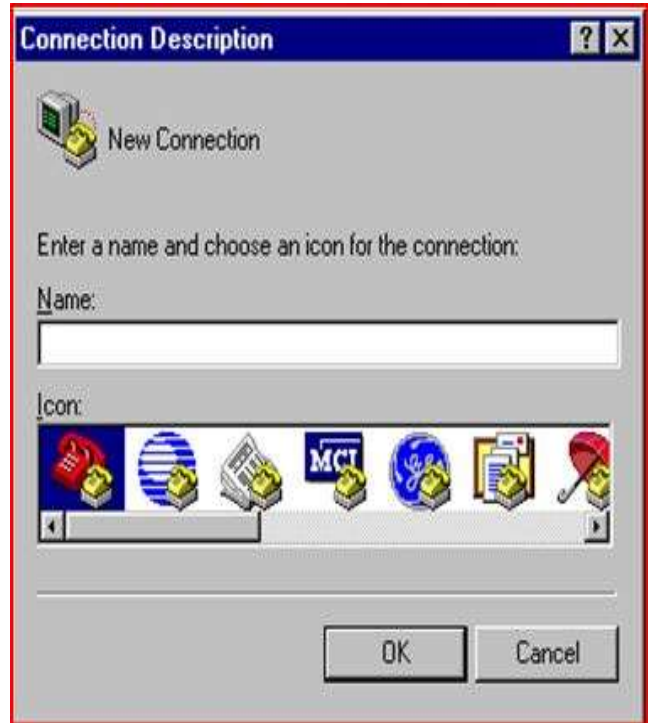 Connection Description
New Connection
Enter a name and choose an icon for the connection:
Name:
Icon:
MCI
OK
Cancel